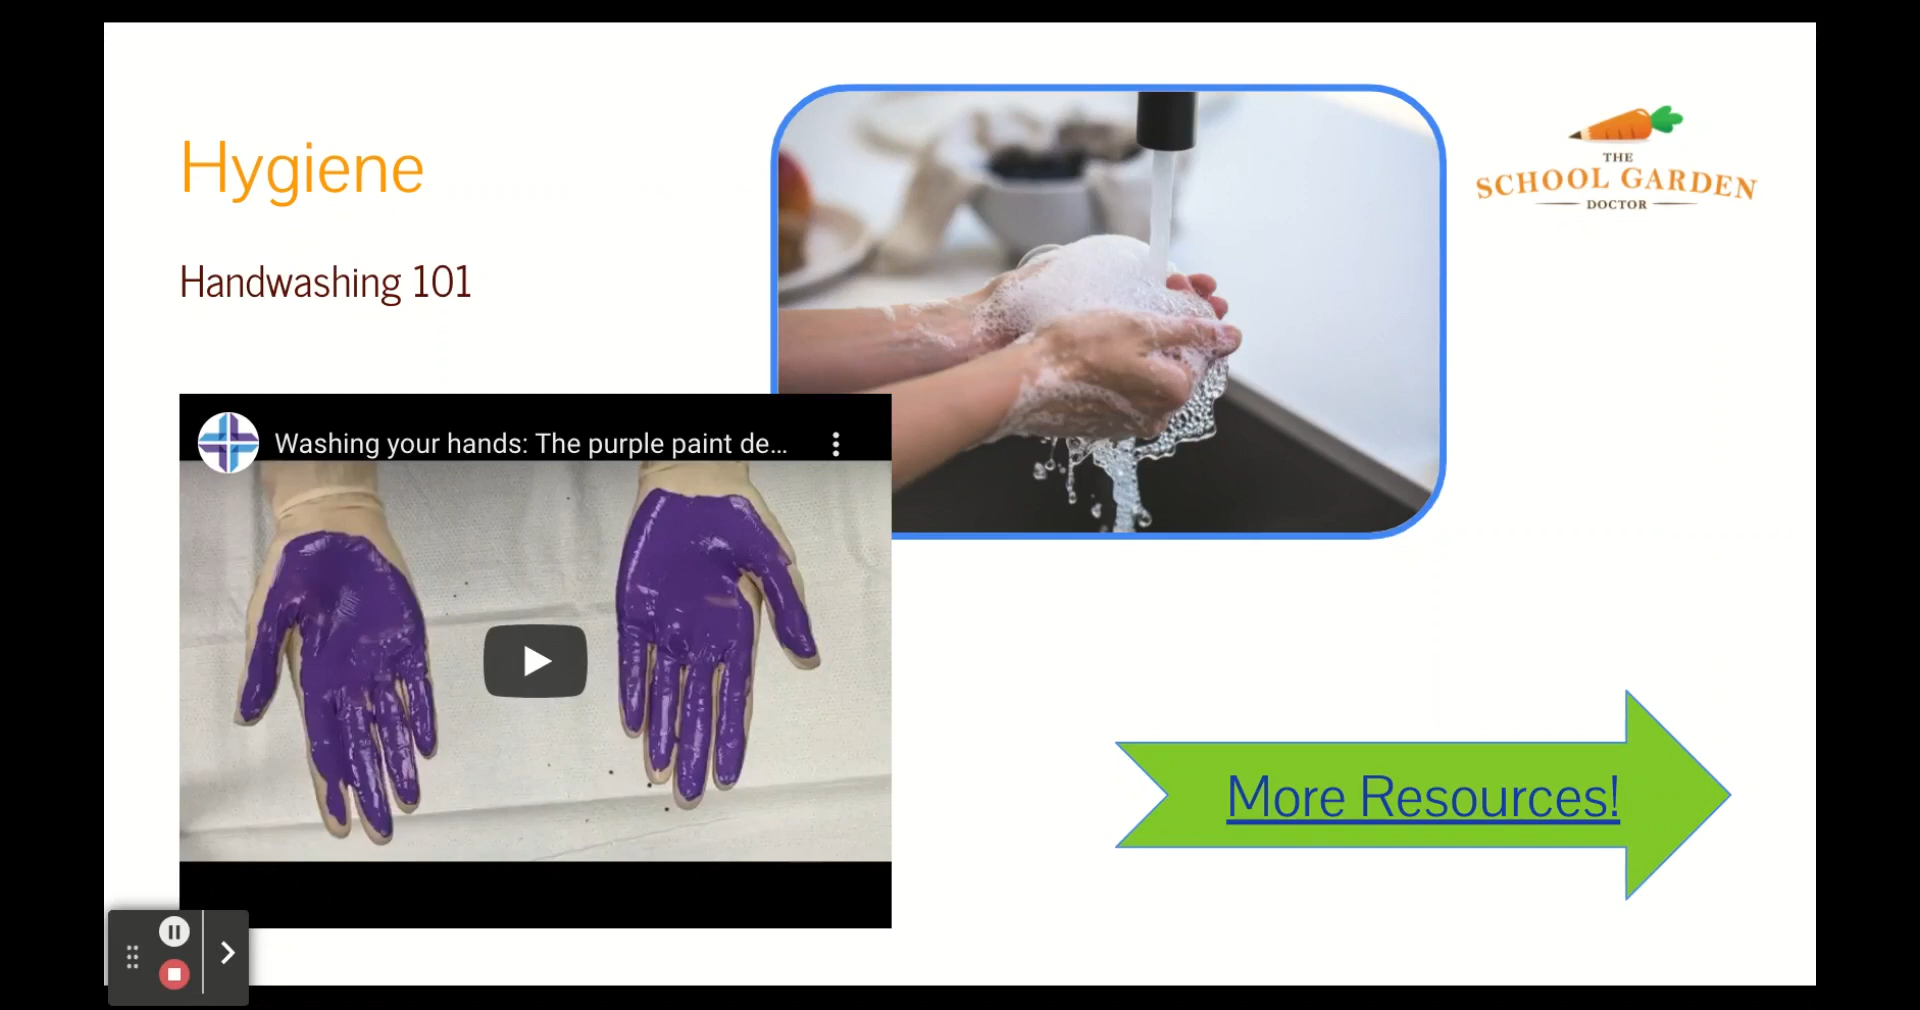 Hygiene
Handwashing 101
THE
SCHOOL GARDEN
DOCTOR
Washing your hands: The purple paint de...
More Resources!